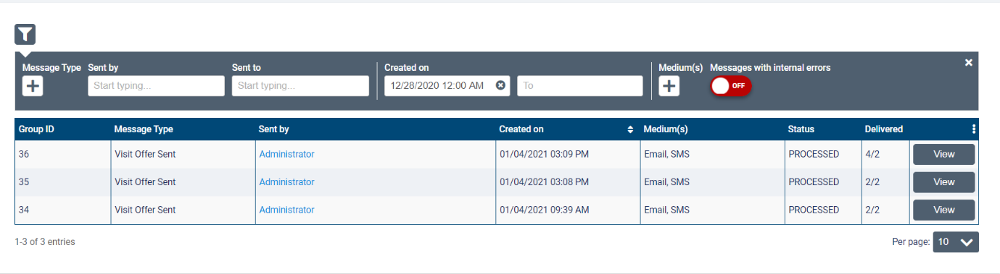 Message Type Sent by Sent to Created on Medium(s) Messages with internal errors
Start typing... Start typing... 12/28/2020 12:00 AM To OFF
Group ID Message Type Sent by Created on Medium(s) Status Delivered
36 Visit Offer Sent Administrator 01/04/2021 03:09 PM Email, SMS PROCESSED 4/2 View
35 Visit Offer Sent Administrator 01/04/2021 03:08 PM Email, SMS PROCESSED 2/2 View
34 Visit Offer Sent Administrator 01/04/2021 09:39 AM Email, SMS PROCESSED 2/2 View
1-3 of 3 entries Per page: 10